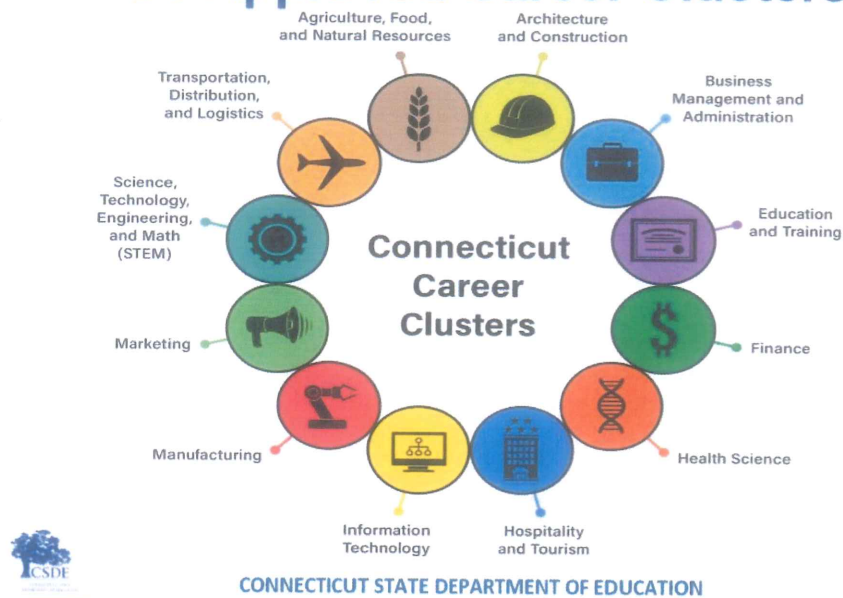 Career Clusters
Agriculture, Food,
and Natural Resources
Architecture
and Construction
Transportation,
Distribution,
and Logistics
Business
Management and
Administration
Science,
Technology,
Engineering,
and Math
(STEM)
Education
and Training
Connecticut
Career
Clusters
Marketing
Finance
Manufacturing
Health Science
Information
Technology
Hospitality
and Tourism
CSDE
CONNECTICUT STATE DEPARTMENT OF EDUCATION